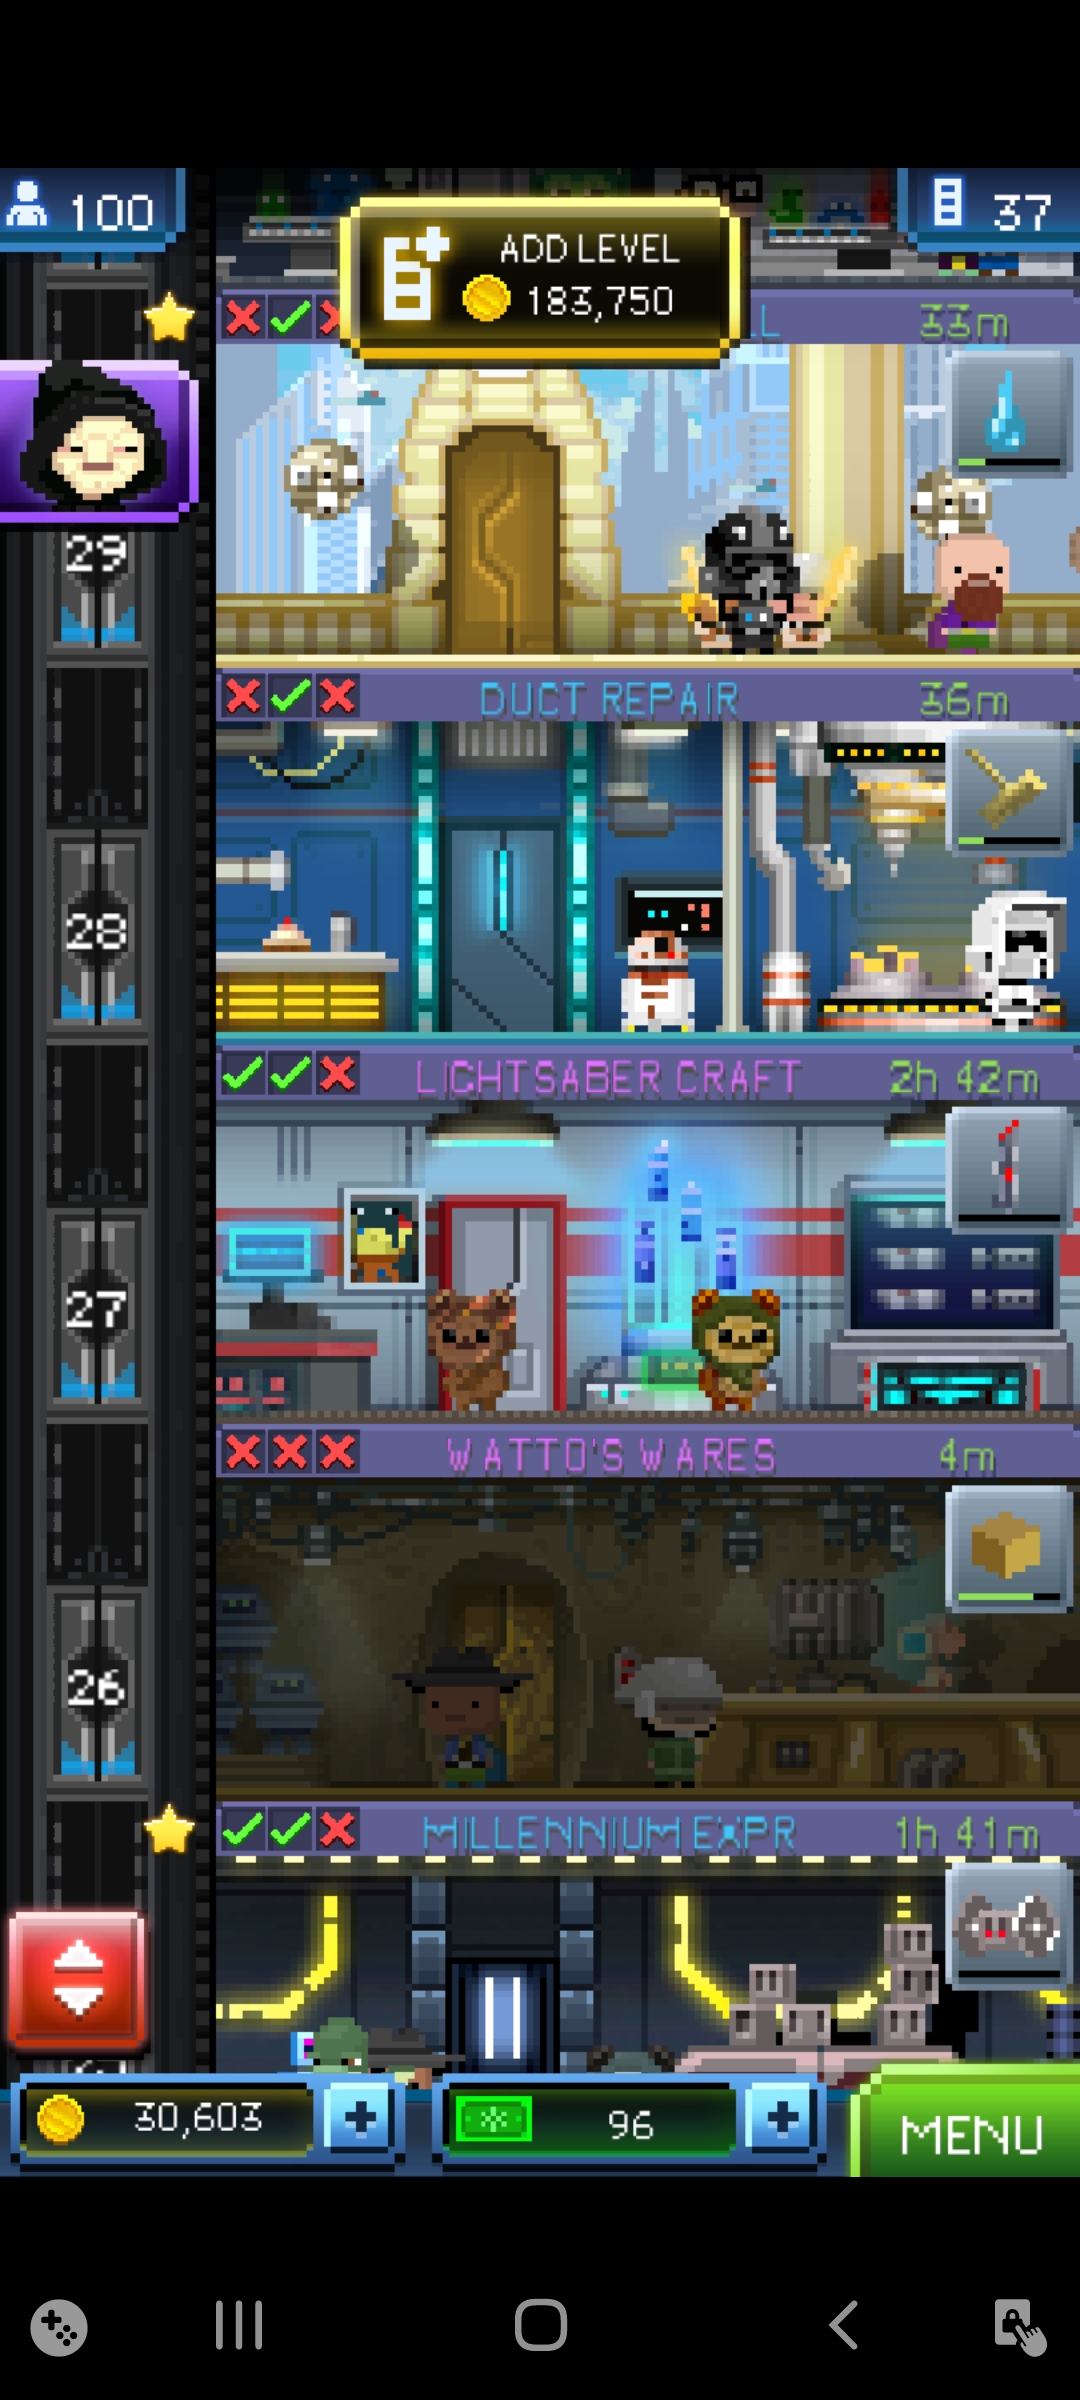 100
37
ADD LEVEL
183,750
LL 33m
29
DUCT REPAIR 36m
28
LIGHTSABER CRAFT 2h 42m
27
WATTO'S WARES 4m
26
MILLENNIUM EXPR 1h 41m
30,603
96
MENU